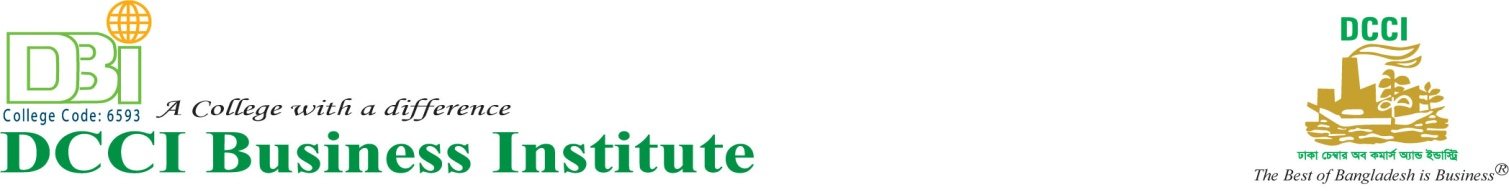 DBI
College Code: 6593
A College with a difference
DCCI Business Institute
DCCI
ঢাকা চেম্বার অব কমার্স অ্যান্ড ইন্ডাস্ট্রি
The Best of Bangladesh is Business®